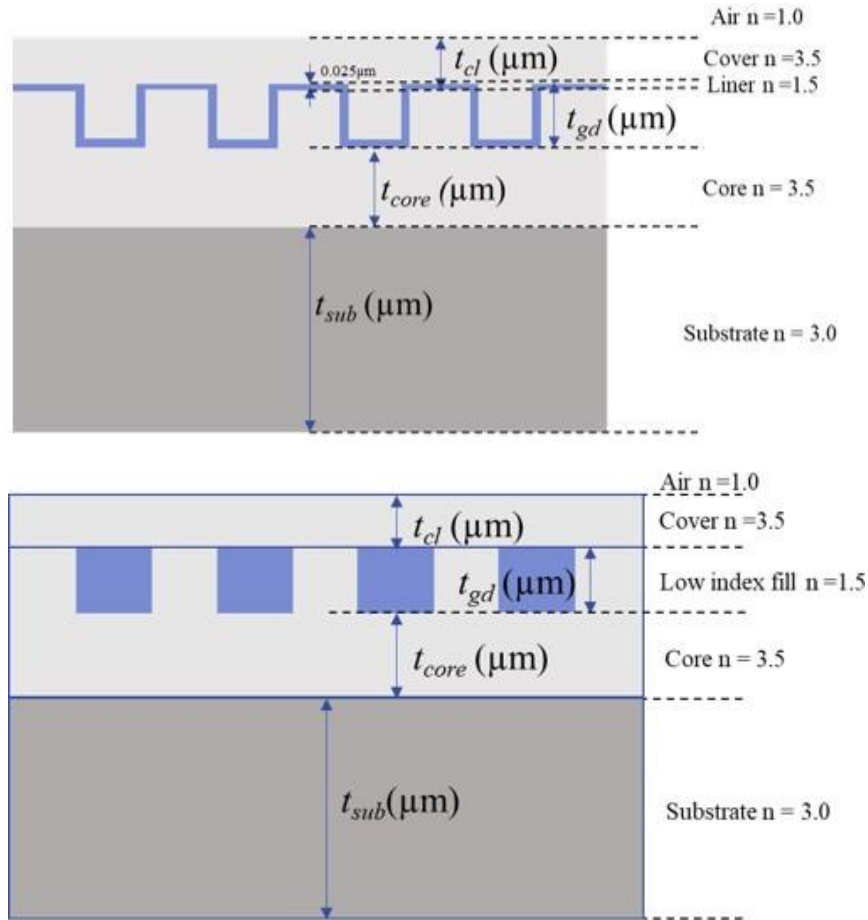 Air n =1.0
t_cl (μm)
Cover n=3.5
0.025μm
Liner n=1.5
t_gd (μm)
t_core (μm)
Core n = 3.5
t_sub (μm)
Substrate n = 3.0
Air n =1.0
t_cl (μm)
Cover n=3.5
t_gd (μm)
Low index fill n=1.5
t_core (μm)
Core n = 3.5
t_sub (μm)
Substrate n = 3.0